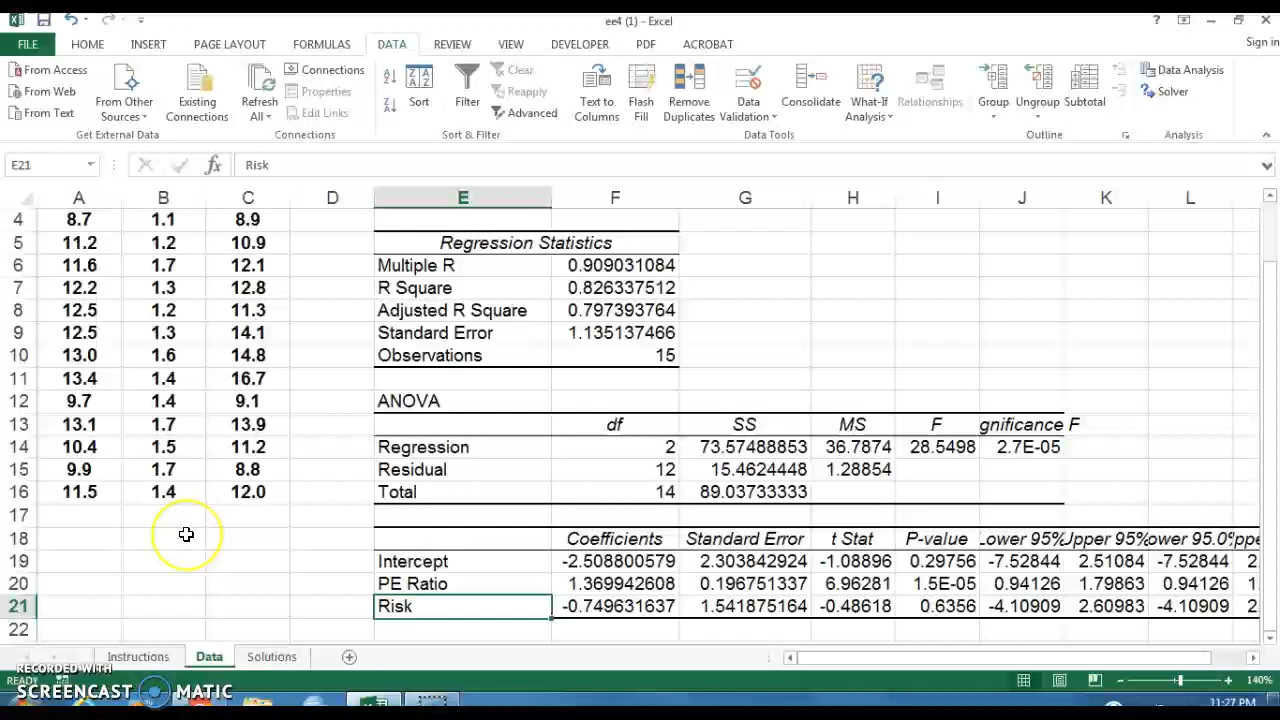 ee4 (1) - Excel
?
Sign in
FILE HOME INSERT PAGE LAYOUT FORMULAS DATA REVIEW VIEW DEVELOPER PDF ACROBAT
From Access
From Web
From Text
From Other
Sources
Existing
Connections
Get External Data
Refresh
All
Connections
Properties
Edit Links
Connections
Sort
Filter
Clear
Reapply
Advanced
Sort & Filter
Text to
Columns
Flash
Fill
Remove
Duplicates
Data
Validation
Consolidate
What-If
Analysis
Relationships
Data Tools
Group
Ungroup
Subtotal
Outline
Data Analysis
Solver
Analysis
E21 fx Risk
A B C D E F G H I J K L
4 8.7 1.1 8.9
5 11.2 1.2 10.9 Regression Statistics
6 11.6 1.7 12.1 Multiple R 0.909031084
7 12.2 1.3 12.8 R Square 0.826337512
8 12.5 1.2 11.3 Adjusted R Square 0.797393764
9 12.5 1.3 14.1 Standard Error 1.135137466
10 13.0 1.6 14.8 Observations 15
11 13.4 1.4 16.7
12 9.7 1.4 9.1 ANOVA
13 13.1 1.7 13.9 df SS MS F gnificance F
14 10.4 1.5 11.2 Regression 2 73.57488853 36.7874 28.5498 2.7E-05
15 9.9 1.7 8.8 Residual 12 15.4624448 1.28854
16 11.5 1.4 12.0 Total 14 89.03733333
17
18 Coefficients Standard Error t Stat P-value Lower 95% Upper 95% ower 95.0% ppe
19 Intercept -2.508800579 2.303842924 -1.08896 0.29756 -7.52844 2.51084 -7.52844 2.
20 PE Ratio 1.369942608 0.196751337 6.96281 1.5E-05 0.94126 1.79863 0.94126 1.
21 Risk -0.749631637 1.541875164 -0.48618 0.6356 -4.10909 2.60983 -4.10909 2.
22
Instructions Data Solutions
RECORDED WITH
READY
140%
SCREENCAST MATIC
11:27 PM